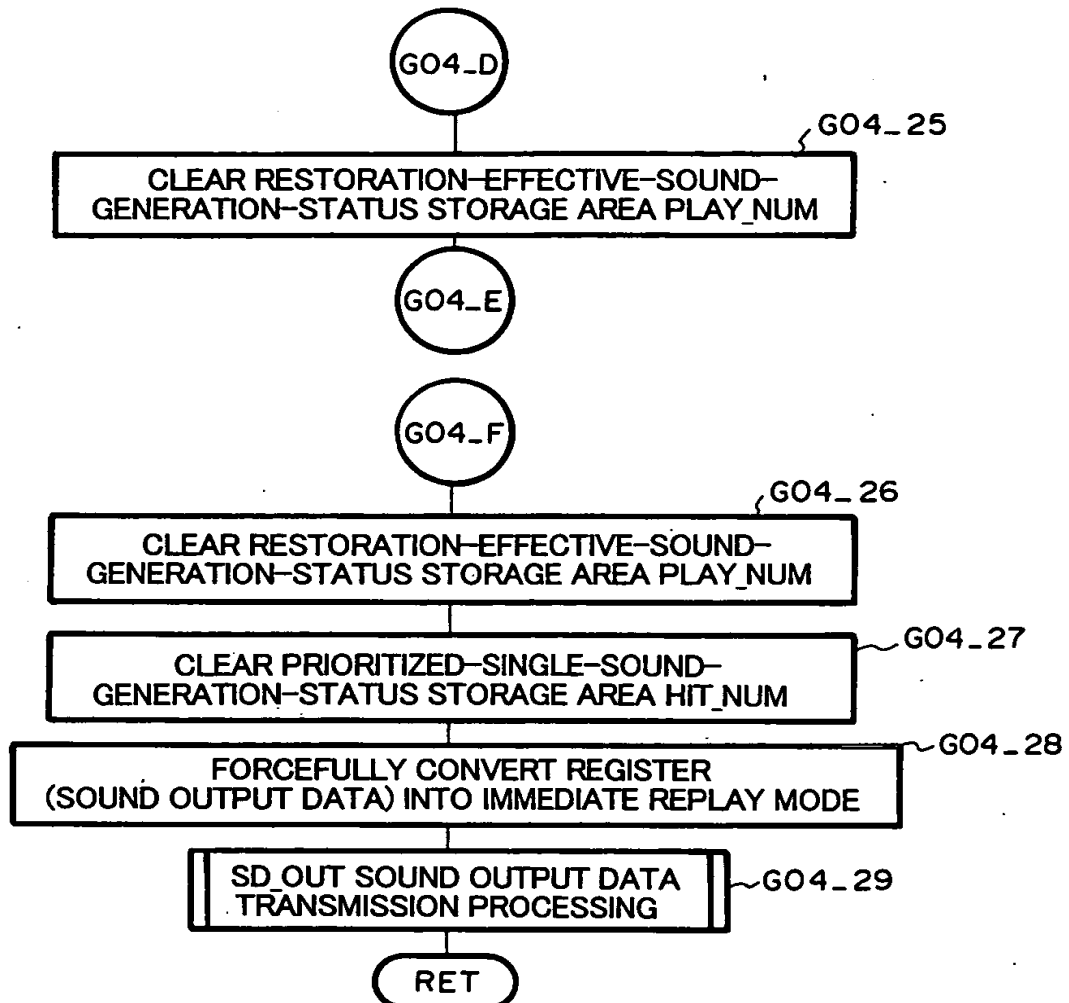 G04_D
G04_25
CLEAR RESTORATION-EFFECTIVE-SOUND-
GENERATION-STATUS STORAGE AREA PLAY_NUM
G04_E
G04_F
G04_26
CLEAR RESTORATION-EFFECTIVE-SOUND-
GENERATION-STATUS STORAGE AREA PLAY_NUM
G04_27
CLEAR PRIORITIZED-SINGLE-SOUND-
GENERATION-STATUS STORAGE AREA HIT_NUM
G04_28
FORCEFULLY CONVERT REGISTER
(SOUND OUTPUT DATA) INTO IMMEDIATE REPLAY MODE
SD_OUT SOUND OUTPUT DATA
TRANSMISSION PROCESSING
G04_29
RET